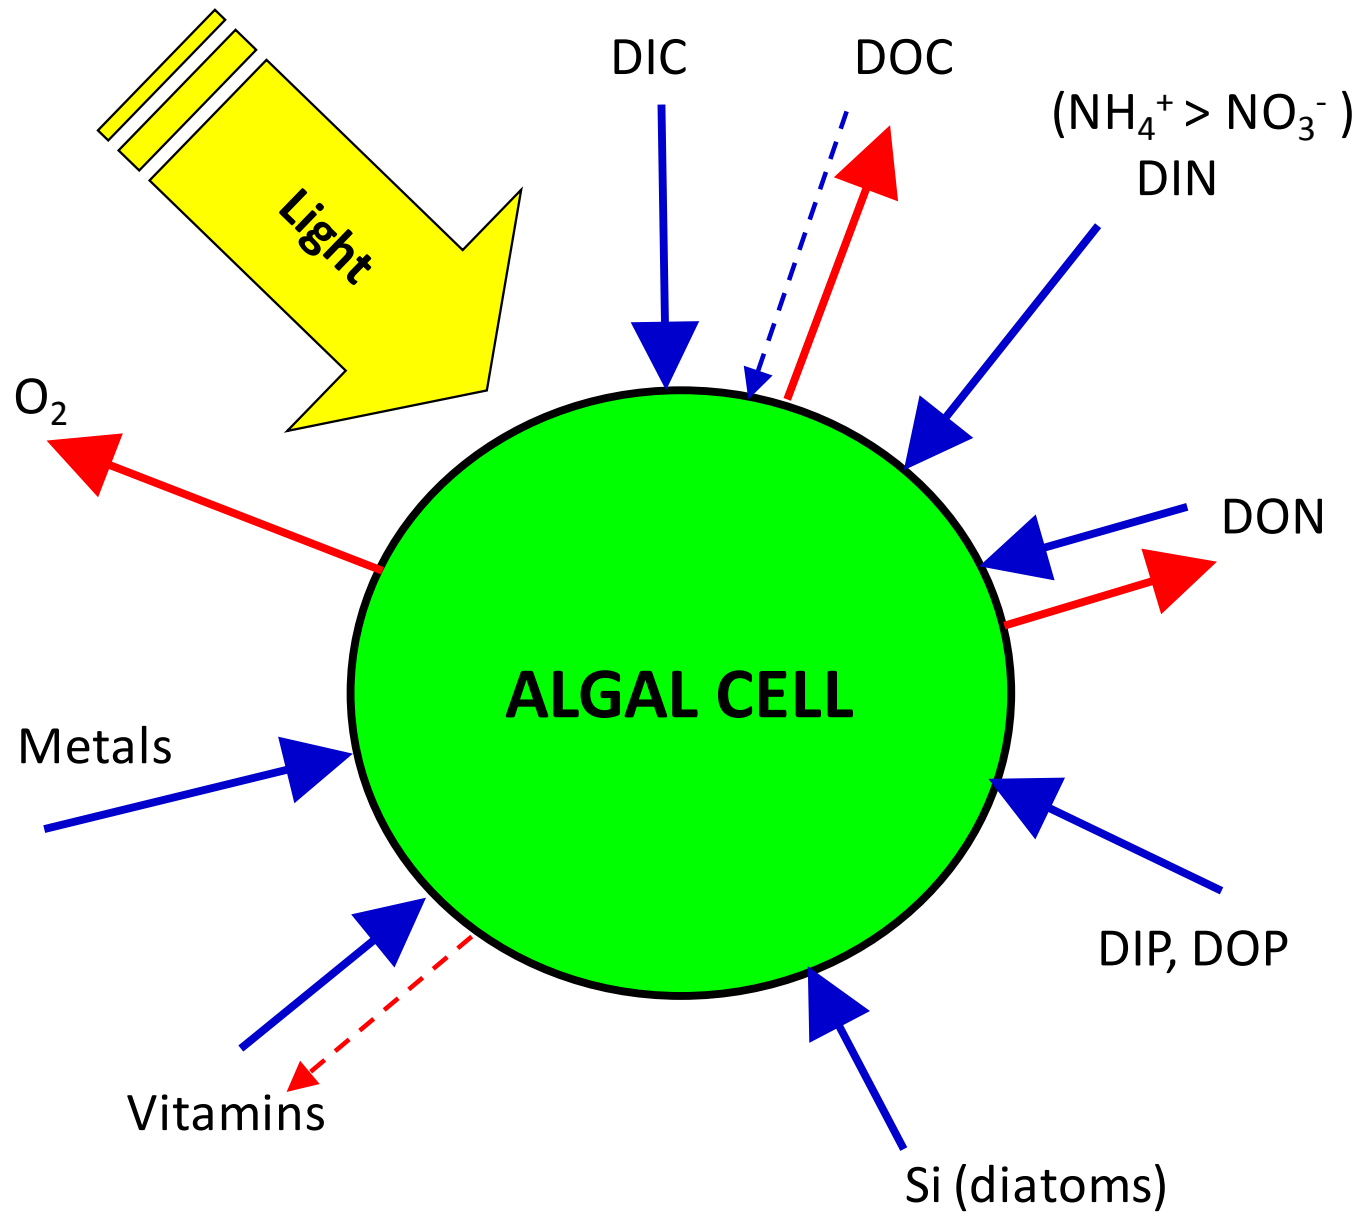 DIC
DOC
(NH₄⁺ > NO₃⁻ )
DIN
Light
O₂
DON
ALGAL CELL
Metals
DIP, DOP
Vitamins
Si (diatoms)